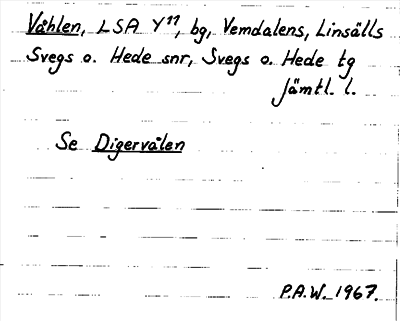 Våhlen, LSA Y¹¹, bg, Vemdalens, Linsälls
Svegs o. Hede snr, Svegs o. Hede tg
Jämtl. l.
Se Digervålen
P.A.W. 1967.